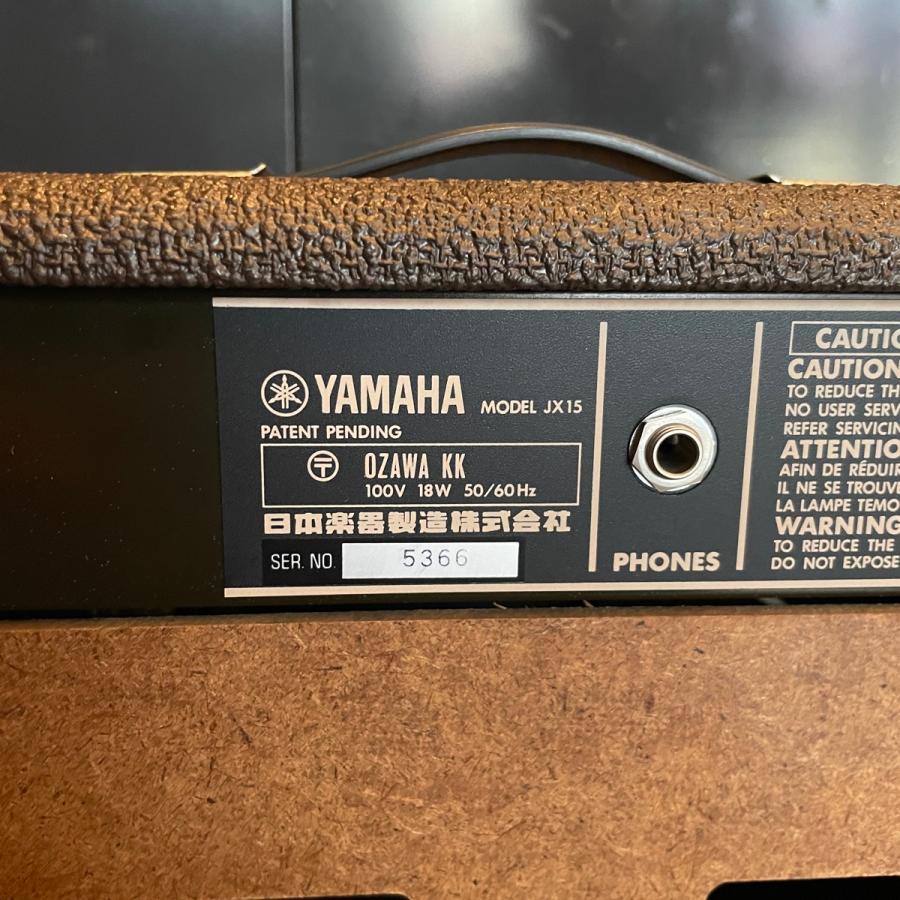 YAMAHA MODEL JX15
PATENT PENDING
〒 OZAWA KK
100V 18W 50/60Hz
日本楽器製造株式会社
SER. NO. 5366
PHONES
CAUTIO
CAUTION
TO REDUCE TH
NO USER SERV
REFER SERVICIN
ATTENTIO
AFIN DE RÉDUIR
IL NE SE TROUVE
LA LAMPE TEMO
WARNING
TO REDUCE THE
DO NOT EXPOSE